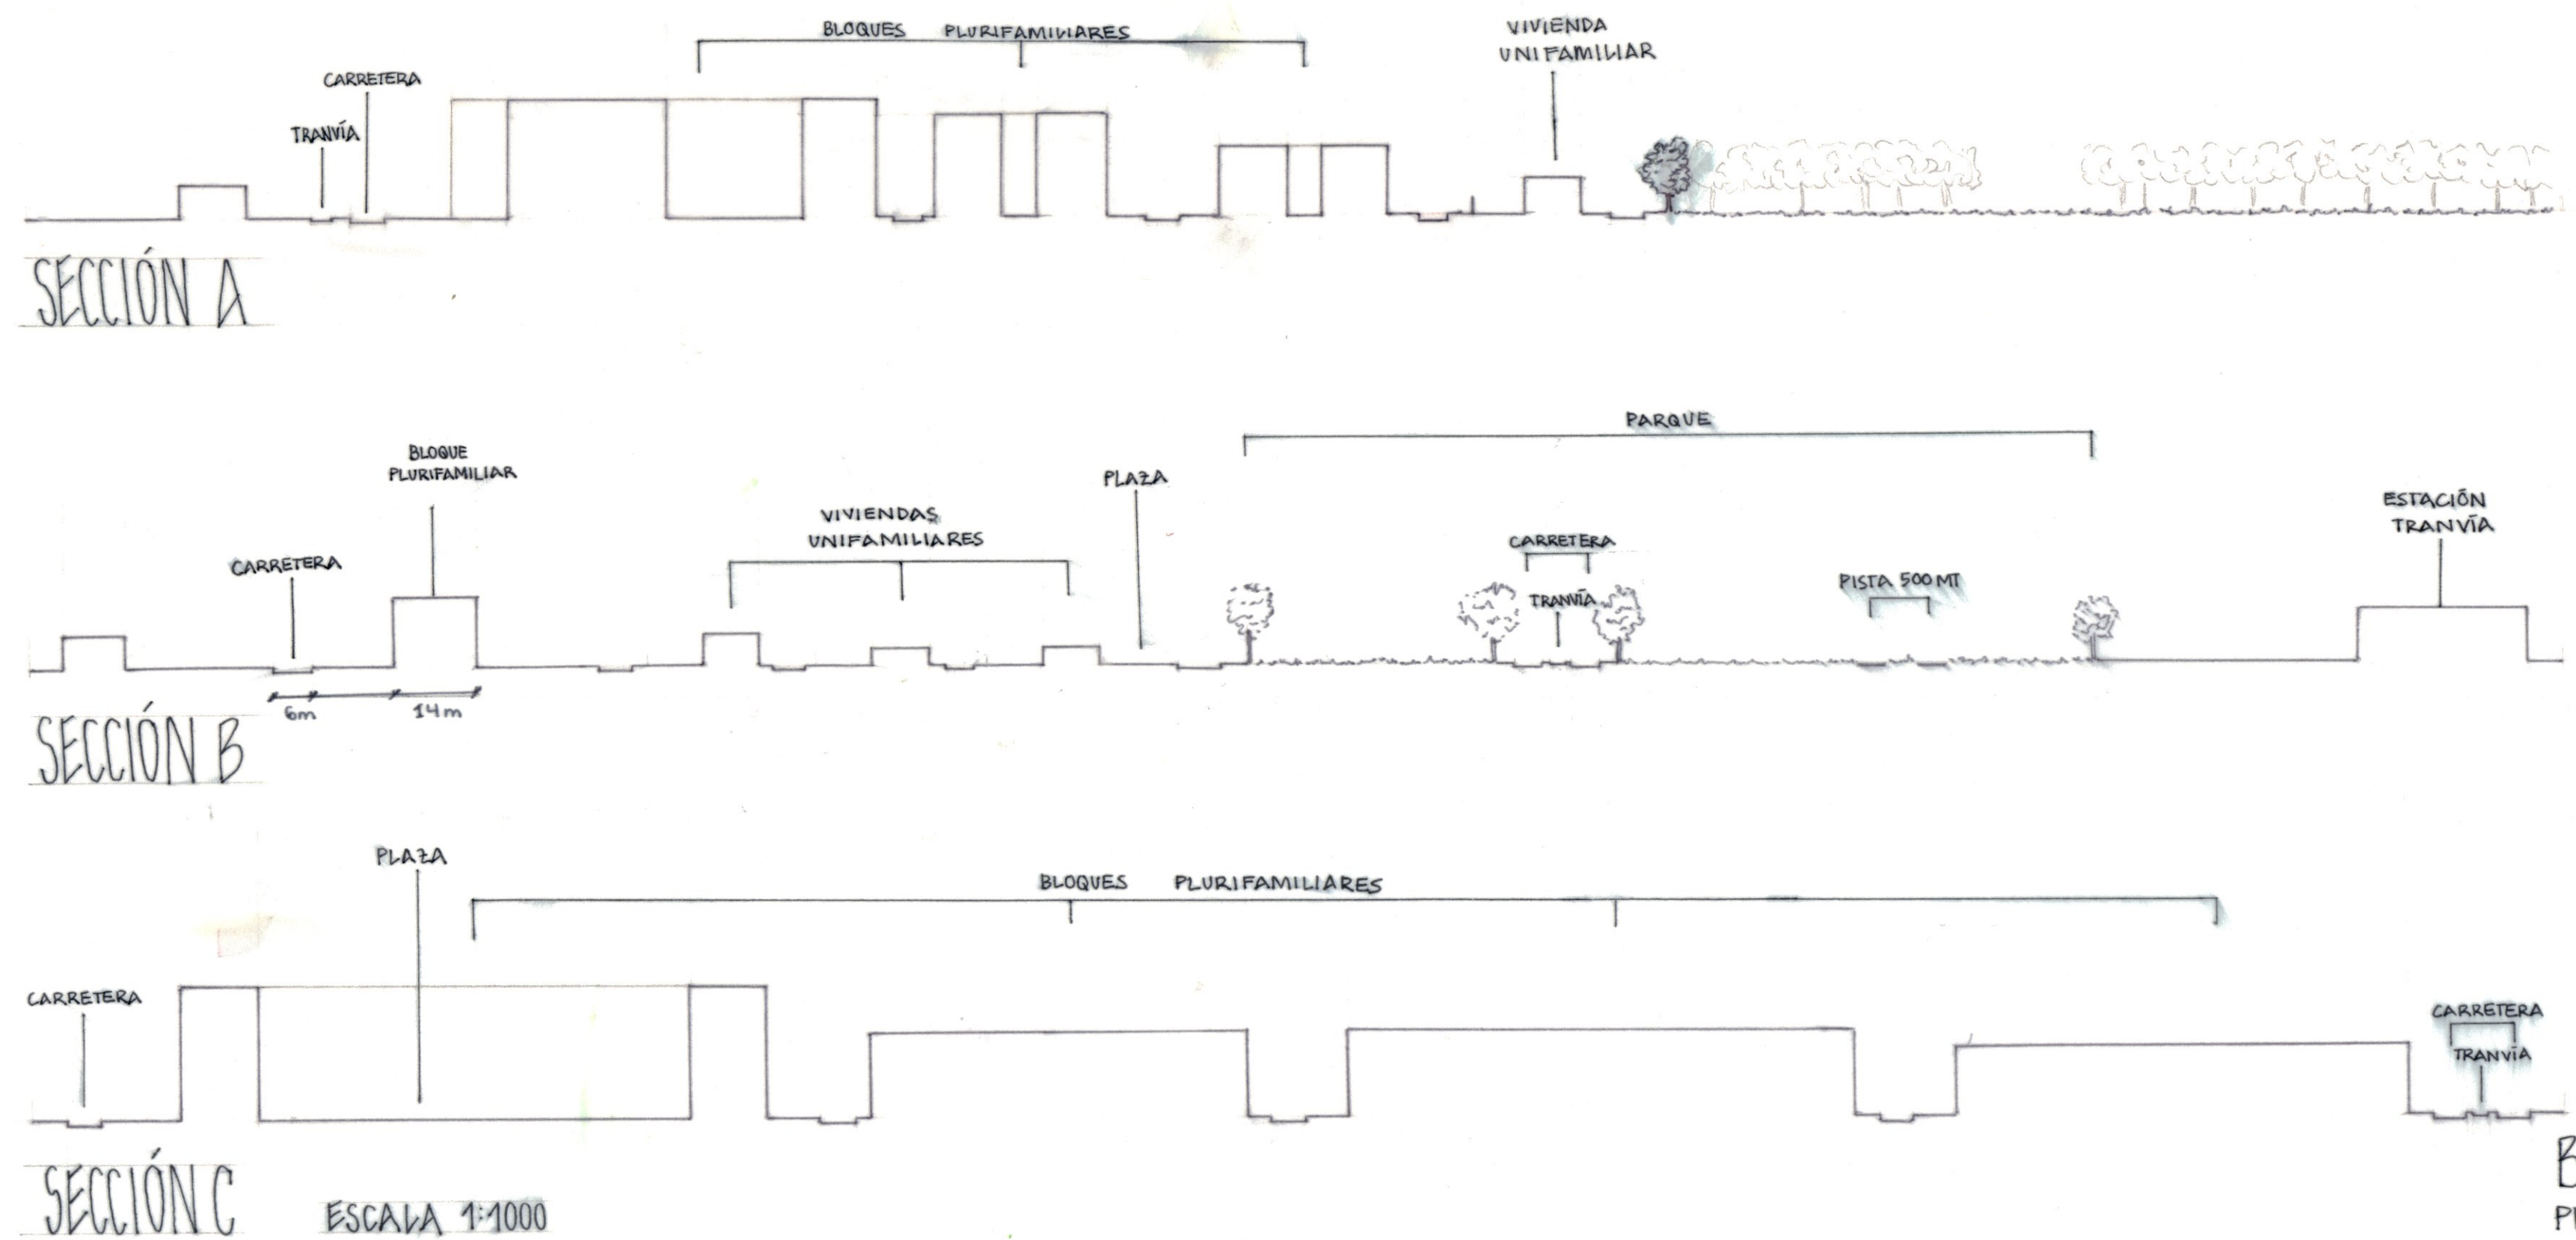 BLOQUES PLURIFAMILIARES
VIVIENDA
UNIFAMILIAR
CARRETERA
TRANVÍA
SECCIÓN A
PARQUE
BLOQUE
PLURIFAMILIAR
PLAZA
ESTACIÓN
TRANVÍA
VIVIENDAS
UNIFAMILIARES
CARRETERA
CARRETERA
PISTA 500 MT
TRANVÍA
6m 14m
SECCIÓN B
PLAZA
BLOQUES PLURIFAMILIARES
CARRETERA
CARRETERA
TRANVÍA
SECCIÓN C
ESCALA 1:1000